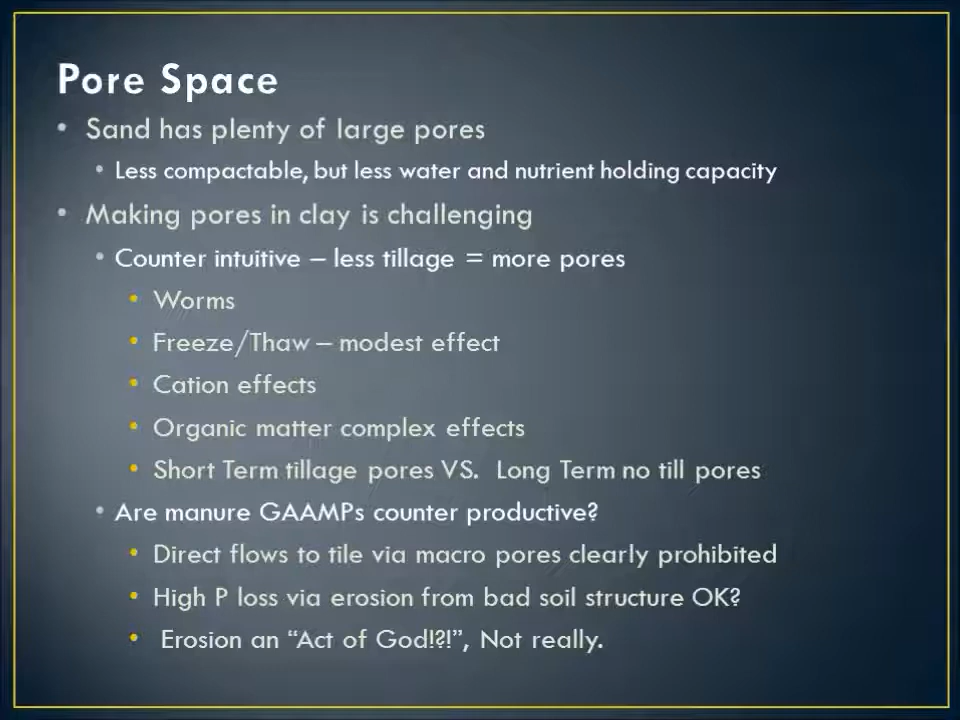 Pore Space
• Sand has plenty of large pores
• Less compactable, but less water and nutrient holding capacity
• Making pores in clay is challenging
• Counter intuitive – less tillage = more pores
• Worms
• Freeze/Thaw – modest effect
• Cation effects
• Organic matter complex effects
• Short Term tillage pores VS.  Long Term no till pores
• Are manure GAAMPs counter productive?
• Direct flows to tile via macro pores clearly prohibited
• High P loss via erosion from bad soil structure OK?
• Erosion an “Act of God!?!”, Not really.